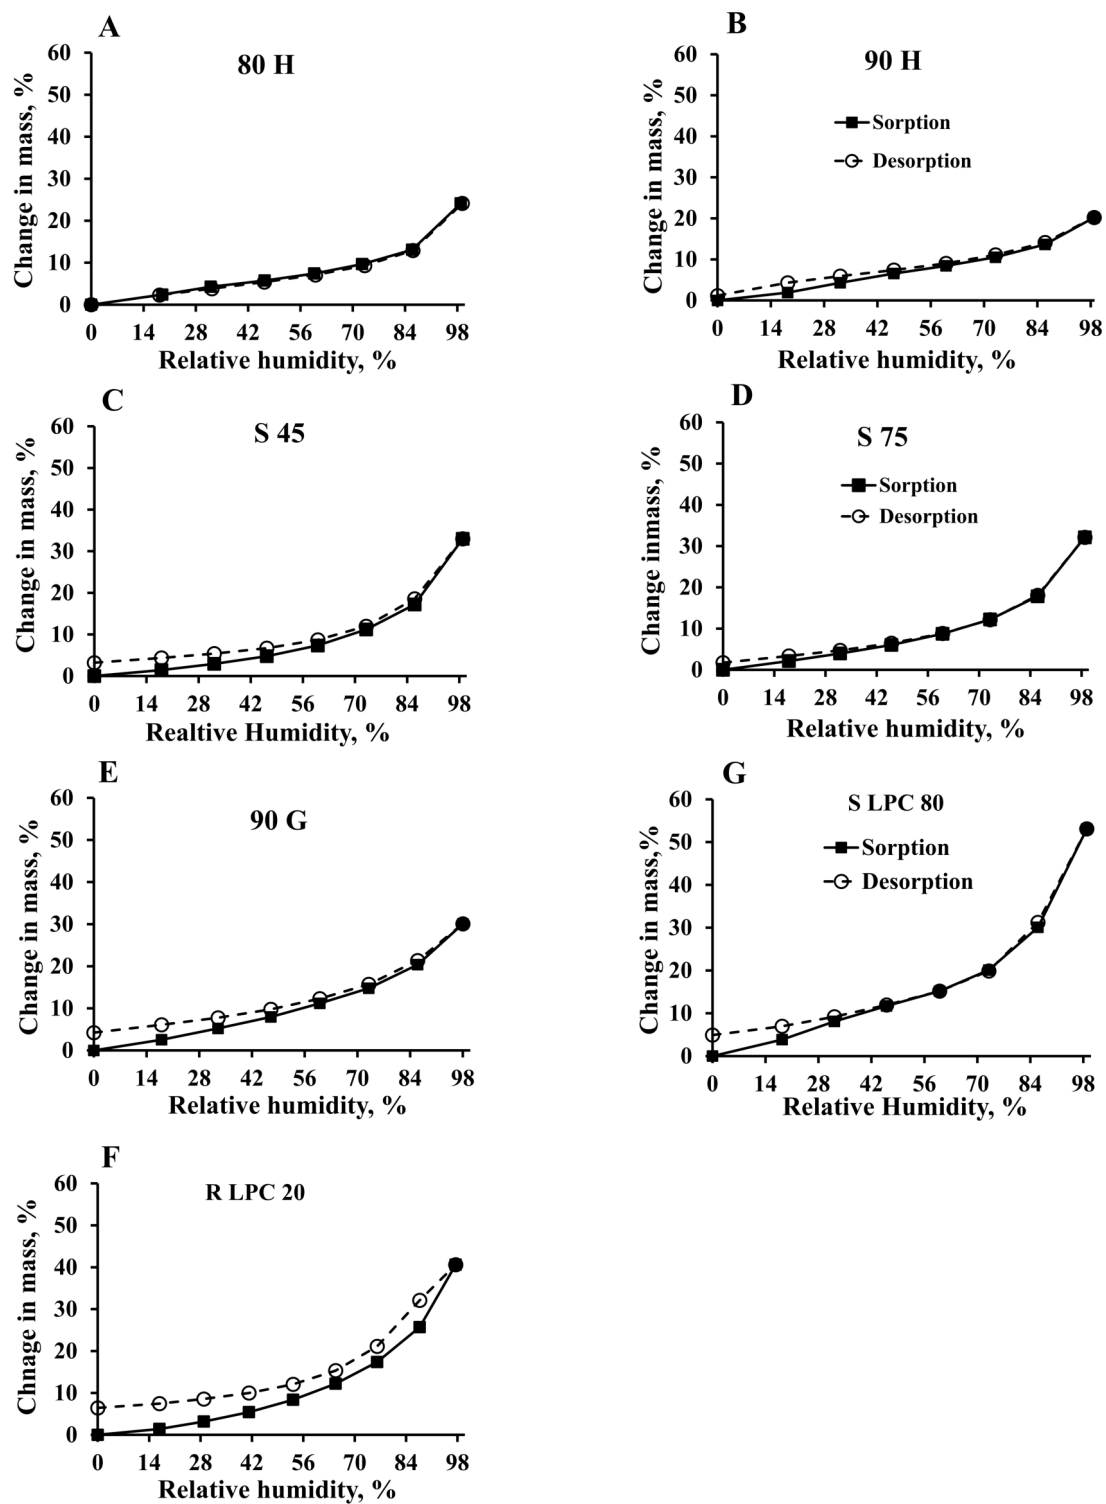 A
80 H
Change in mass, %
60
50
40
30
20
10
0
0 14 28 42 56 70 84 98
Relative humidity, %
B
90 H
Change in mass, %
60
50
40
30
20
10
0
Sorption
Desorption
0 14 28 42 56 70 84 98
Relative humidity, %
C
S 45
Change in mass, %
60
50
40
30
20
10
0
0 14 28 42 56 70 84 98
Realtive Humidity, %
D
S 75
Change inmass, %
60
50
40
30
20
10
0
Sorption
Desorption
0 14 28 42 56 70 84 98
Relative humidity, %
E
90 G
Change in mass,%
60
50
40
30
20
10
0
0 14 28 42 56 70 84 98
Relative humidity, %
G
S LPC 80
Change in mass,%
60
50
40
30
20
10
0
Sorption
Desorption
0 14 28 42 56 70 84 98
Relative Humidity, %
F
R LPC 20
Chnage in mass, %
60
50
40
30
20
10
0
0 14 28 42 56 70 84 98
Relative humidity, %